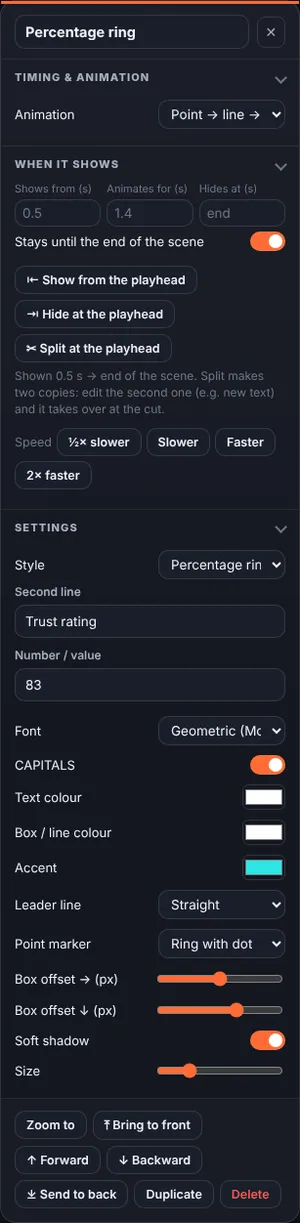 Percentage ring
TIMING & ANIMATION
Animation Point → line →
WHEN IT SHOWS
Shows from (s) Animates for (s) Hides at (s)
0.5 1.4 end
Stays until the end of the scene
⇤ Show from the playhead
⇥ Hide at the playhead
✂ Split at the playhead
Shown 0.5 s → end of the scene. Split makes
two copies: edit the second one (e.g. new text)
and it takes over at the cut.
Speed ½× slower Slower Faster
2× faster
SETTINGS
Style Percentage rin
Second line
Trust rating
Number / value
83
Font Geometric (Mc
CAPITALS
Text colour
Box / line colour
Accent
Leader line Straight
Point marker Ring with dot
Box offset → (px)
Box offset ↓ (px)
Soft shadow
Size
Zoom to ⤒ Bring to front
↑ Forward ↓ Backward
⤓ Send to back Duplicate Delete